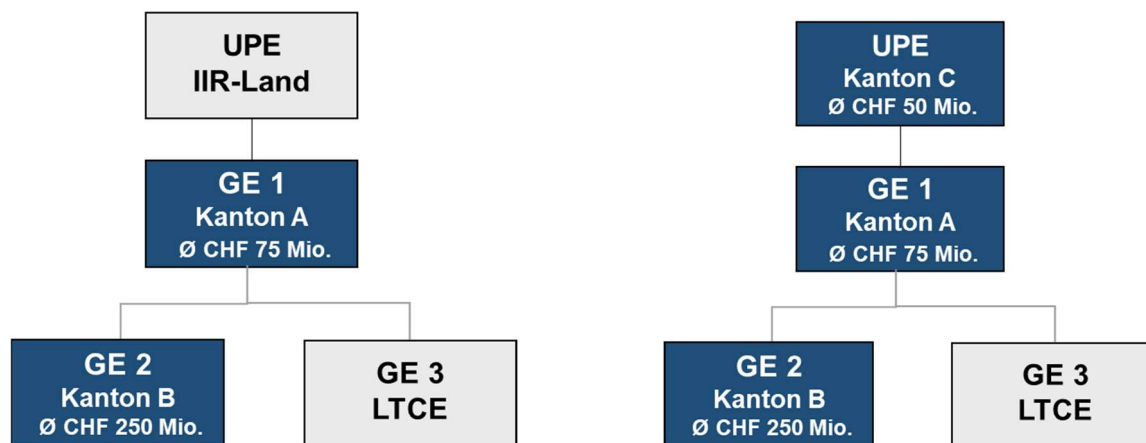 UPE
IIR-Land
GE 1
Kanton A
Ø CHF 75 Mio.
GE 2
Kanton B
Ø CHF 250 Mio.
GE 3
LTCE
UPE
Kanton C
Ø CHF 50 Mio.
GE 1
Kanton A
Ø CHF 75 Mio.
GE 2
Kanton B
Ø CHF 250 Mio.
GE 3
LTCE